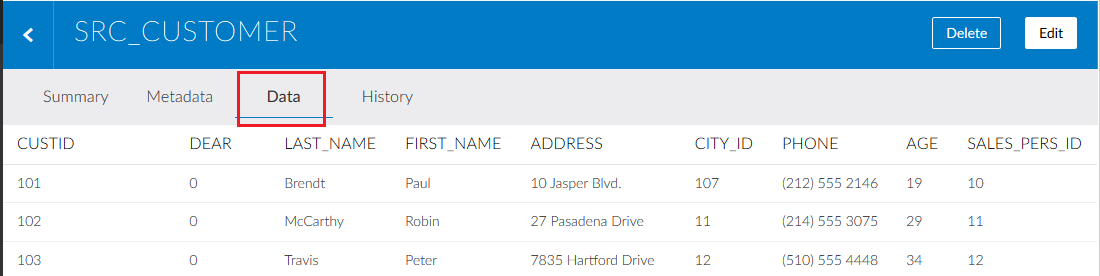 SRC_CUSTOMER Delete Edit
Summary Metadata Data History
CUSTID DEAR LAST_NAME FIRST_NAME ADDRESS CITY_ID PHONE AGE SALES_PERS_ID
101 0 Brendt Paul 10 Jasper Blvd. 107 (212) 555 2146 19 10
102 0 McCarthy Robin 27 Pasadena Drive 11 (214) 555 3075 29 11
103 0 Travis Peter 7835 Hartford Drive 12 (510) 555 4448 34 12